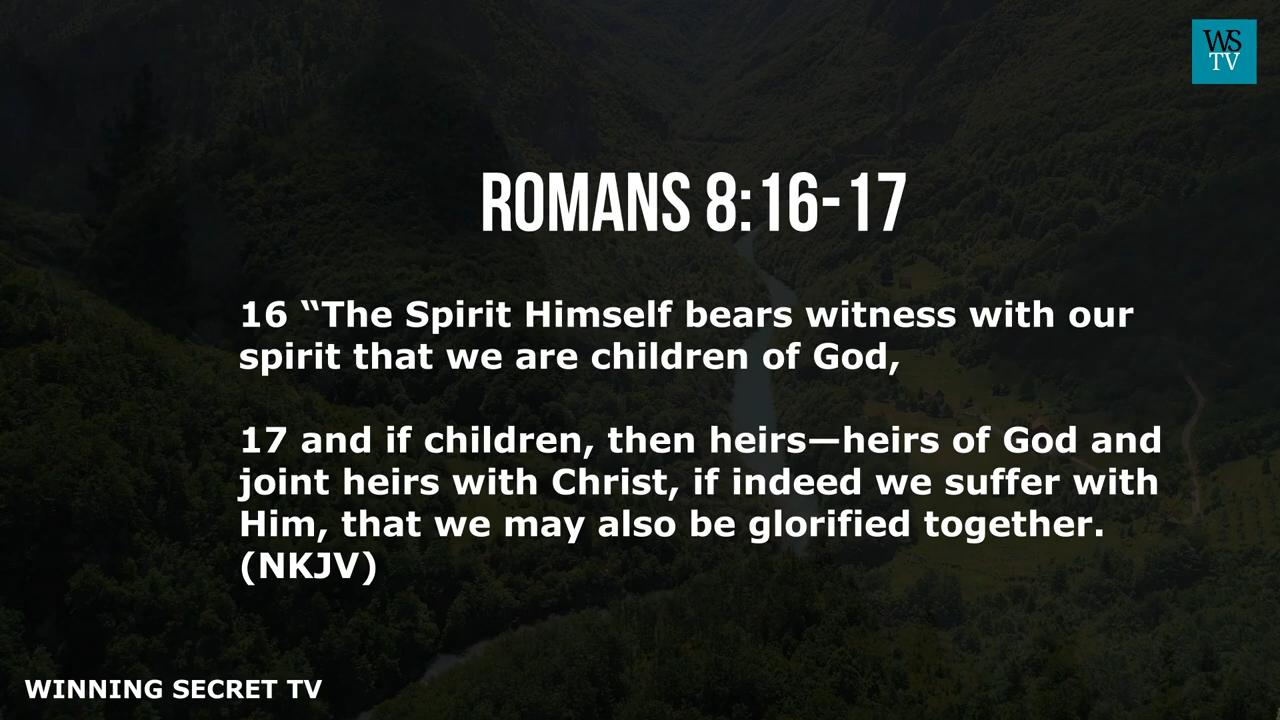 WS
TV
ROMANS 8:16-17
16 “The Spirit Himself bears witness with our
spirit that we are children of God,
17 and if children, then heirs—heirs of God and
joint heirs with Christ, if indeed we suffer with
Him, that we may also be glorified together.
(NKJV)
WINNING SECRET TV